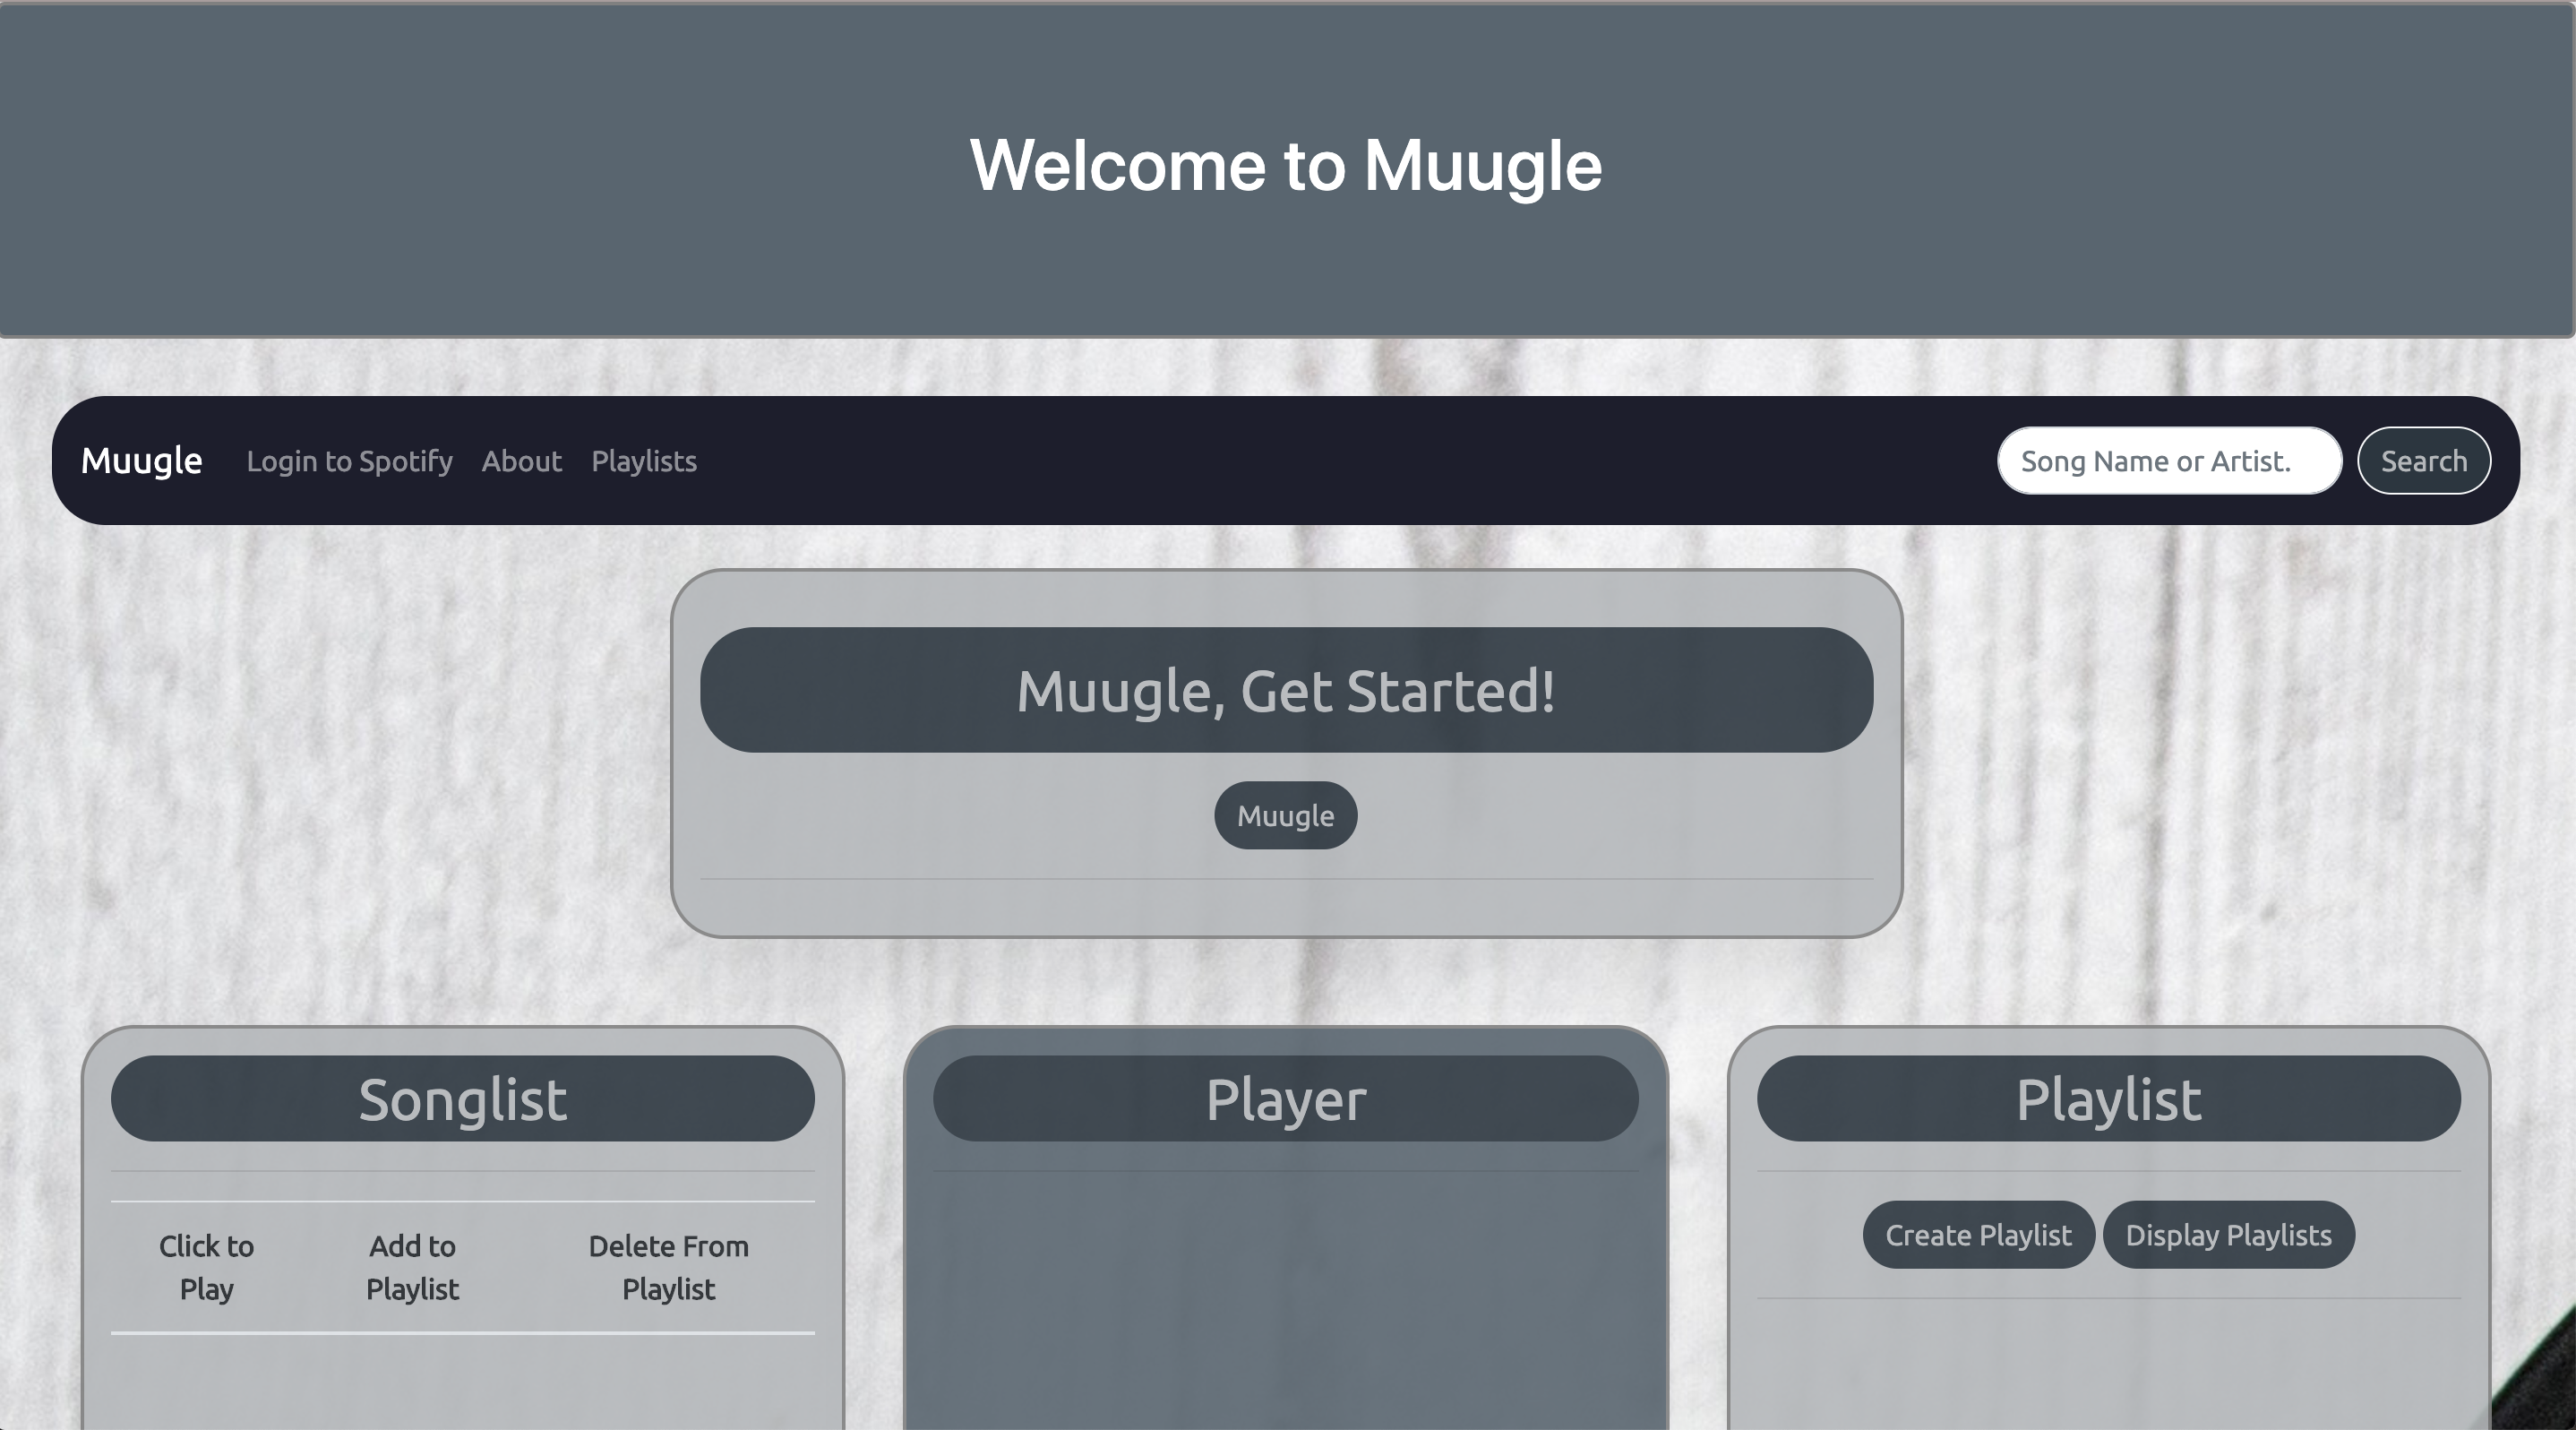 Welcome to Muugle
Muugle Login to Spotify About Playlists Song Name or Artist. Search
Muugle, Get Started!
Muugle
Songlist
Click to
Play
Add to
Playlist
Delete From
Playlist
Player
Playlist
Create Playlist Display Playlists